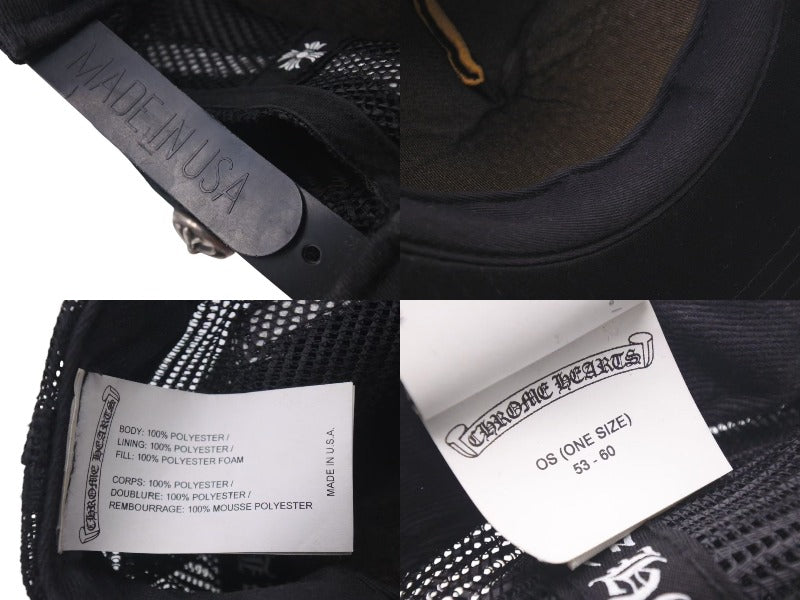 MADE IN USA
CHROME HEARTS
BODY: 100% POLYESTER /
LINING: 100% POLYESTER /
FILL: 100% POLYESTER FOAM
CORPS: 100% POLYESTER /
DOUBLURE: 100% POLYESTER /
REMBOURRAGE: 100% MOUSSE POLYESTER
MADE IN U.S.A.
CHROME HEARTS
OS (ONE SIZE)
53 - 60